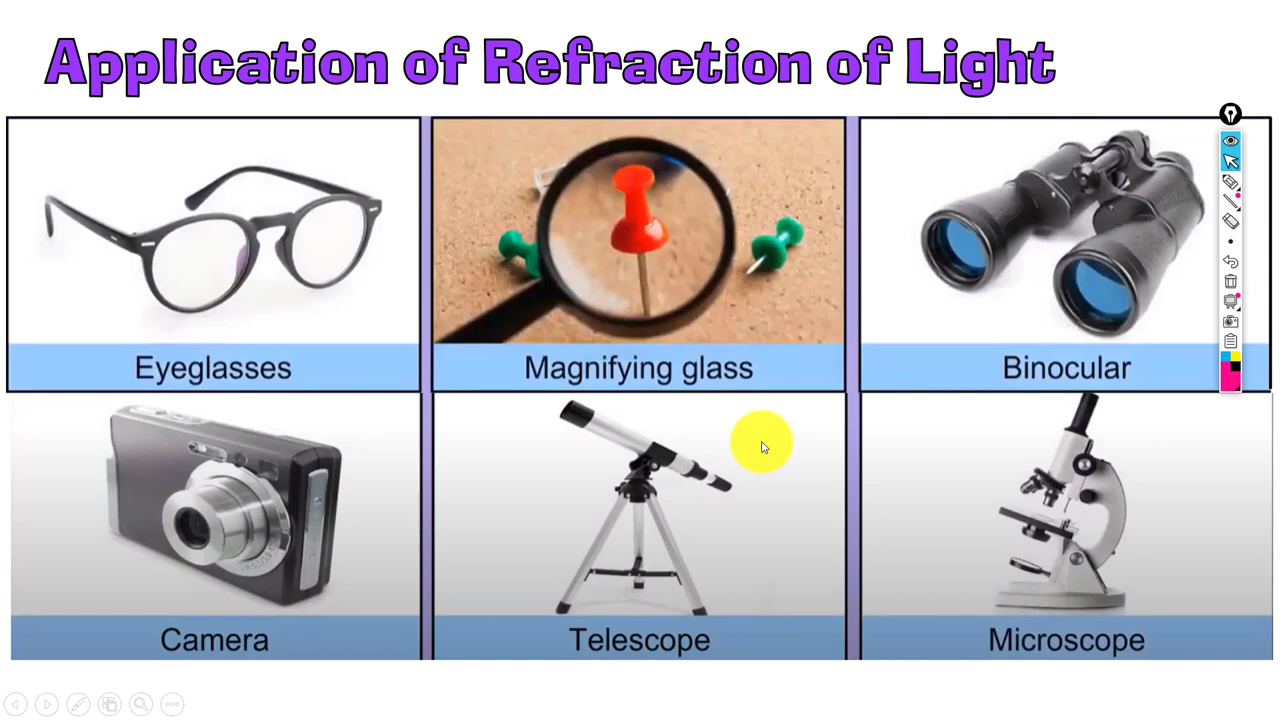 Application of Refraction of Light
Eyeglasses
Magnifying glass
Binocular
Camera
Telescope
Microscope